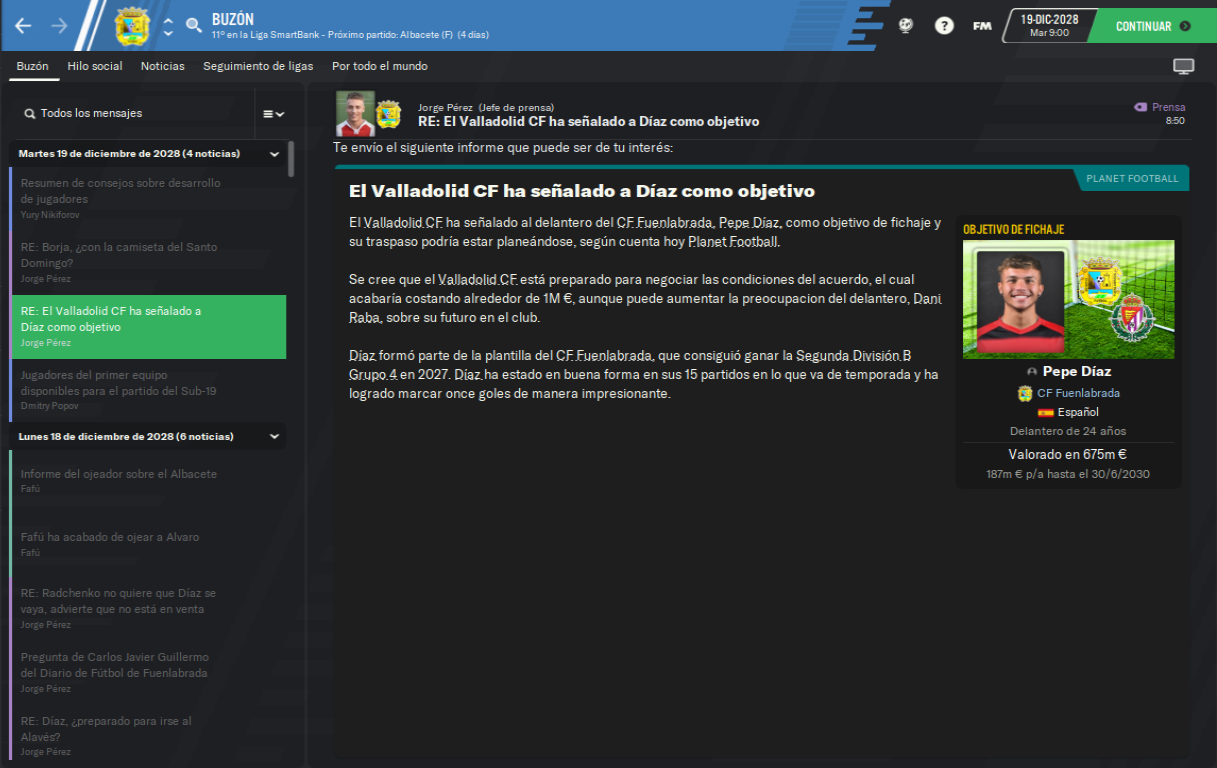 BUZÓN
11º en la Liga SmartBank - Próximo partido: Albacete (F) (4 días)
?
FM
19-DIC-2028
Mar 9:00
CONTINUAR
Buzón
Hilo social
Noticias
Seguimiento de ligas
Por todo el mundo
Todos los mensajes
Martes 19 de diciembre de 2028 (4 noticias)
Resumen de consejos sobre desarrollo
de jugadores
Yury Nikiforov
RE: Borja, ¿con la camiseta del Santo
Domingo?
Jorge Pérez
RE: El Valladolid CF ha señalado a
Díaz como objetivo
Jorge Pérez
Jugadores del primer equipo
disponibles para el partido del Sub-19
Dmitry Popov
Lunes 18 de diciembre de 2028 (6 noticias)
Informe del ojeador sobre el Albacete
Fafú
Fafú ha acabado de ojear a Alvaro
Fafú
RE: Radchenko no quiere que Díaz se
vaya, advierte que no está en venta
Jorge Pérez
Pregunta de Carlos Javier Guillermo
del Diario de Fútbol de Fuenlabrada
Jorge Pérez
RE: Díaz, ¿preparado para irse al
Alavés?
Jorge Pérez
Jorge Pérez (Jefe de prensa)
RE: El Valladolid CF ha señalado a Díaz como objetivo
Prensa
8:50
Te envío el siguiente informe que puede ser de tu interés:
PLANET FOOTBALL
El Valladolid CF ha señalado a Díaz como objetivo
El Valladolid CF ha señalado al delantero del CF Fuenlabrada, Pepe Díaz, como objetivo de fichaje y
su traspaso podría estar planeándose, según cuenta hoy Planet Football.
Se cree que el Valladolid CF está preparado para negociar las condiciones del acuerdo, el cual
acabaría costando alrededor de 1M €, aunque puede aumentar la preocupacion del delantero, Dani
Raba, sobre su futuro en el club.
Díaz formó parte de la plantilla del CF Fuenlabrada, que consiguió ganar la Segunda División B
Grupo 4 en 2027. Díaz ha estado en buena forma en sus 15 partidos en lo que va de temporada y ha
logrado marcar once goles de manera impresionante.
OBJETIVO DE FICHAJE
Pepe Díaz
CF Fuenlabrada
Español
Delantero de 24 años
Valorado en 675m €
187m € p/a hasta el 30/6/2030